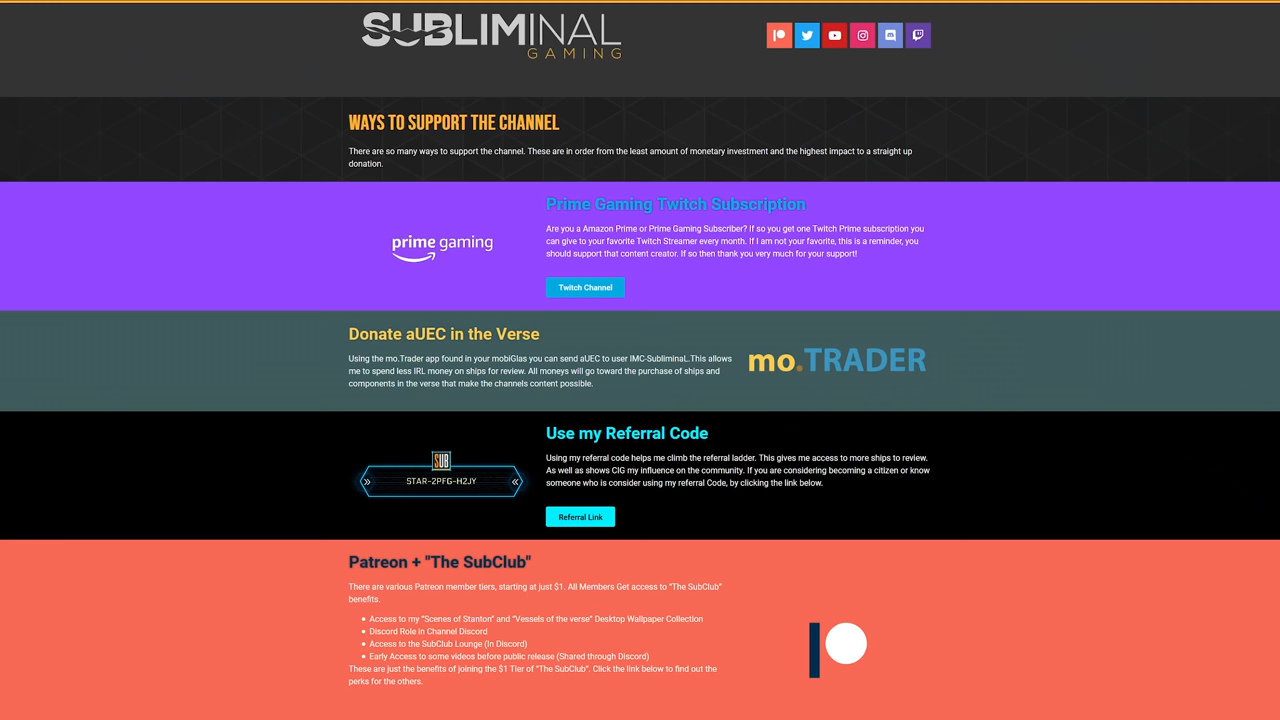 SUBLIMINAL
GAMING
WAYS TO SUPPORT THE CHANNEL
There are so many ways to support the channel. These are in order from the least amount of monetary investment and the highest impact to a straight up
donation.
Prime Gaming Twitch Subscription
prime gaming
Are you a Amazon Prime or Prime Gaming Subscriber? If so you get one Twitch Prime subscription you
can give to your favorite Twitch Streamer every month. If I am not your favorite, this is a reminder, you
should support that content creator. If so then thank you very much for your support!
Twitch Channel
Donate aUEC in the Verse
Using the mo.Trader app found in your mobiGlas you can send aUEC to user IMC-SubliminaL.This allows
me to spend less IRL money on ships for review. All moneys will go toward the purchase of ships and
components in the verse that make the channels content possible.
mo.TRADER
Use my Referral Code
SUB
STAR-2PFG-H2JY
Using my referral code helps me climb the referral ladder. This gives me access to more ships to review.
As well as shows CIG my influence on the community. If you are considering becoming a citizen or know
someone who is consider using my referral Code, by clicking the link below.
Referral Link
Patreon + "The SubClub"
There are various Patreon member tiers, starting at just $1. All Members Get access to “The SubClub”
benefits.
Access to my “Scenes of Stanton” and “Vessels of the verse” Desktop Wallpaper Collection
Discord Role in Channel Discord
Access to the SubClub Lounge (In Discord)
Early Access to some videos before public release (Shared through Discord)
These are just the benefits of joining the $1 Tier of “The SubClub”. Click the link below to find out the
perks for the others.